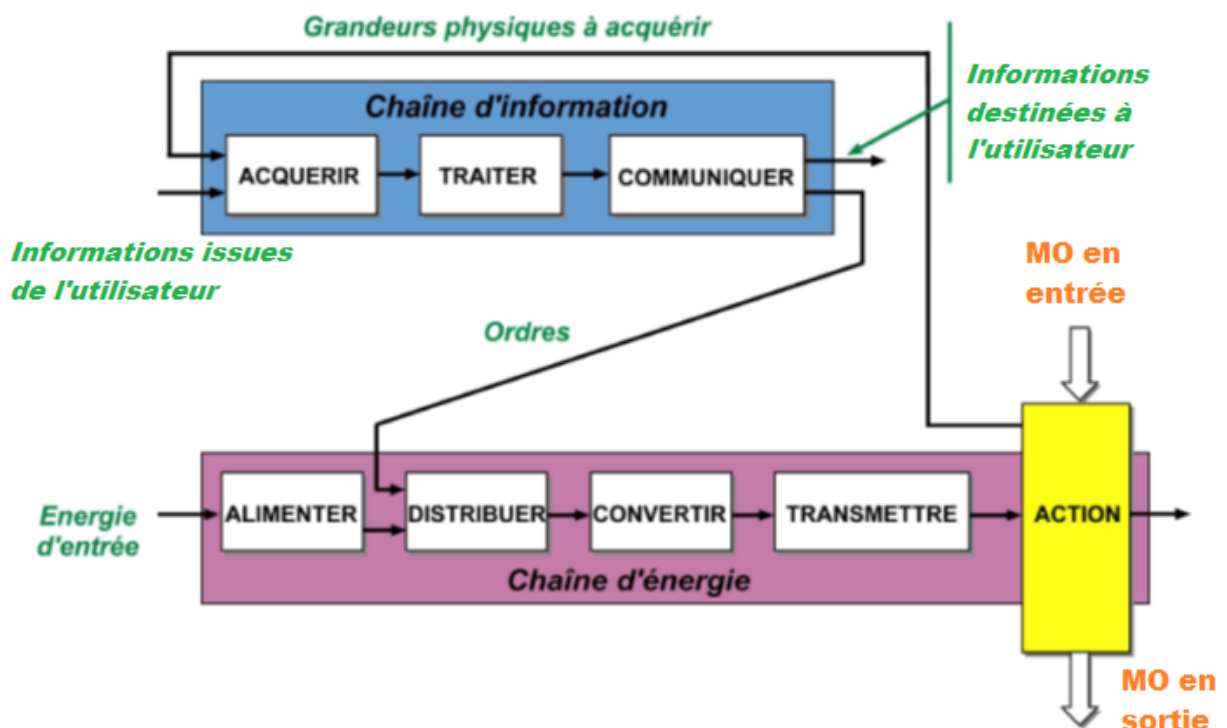 Grandeurs physiques à acquérir
Informations
destinées à
l'utilisateur
Chaîne d'information
ACQUERIR
TRAITER
COMMUNIQUER
Informations issues
de l'utilisateur
MO en
entrée
Ordres
Energie
d'entrée
ALIMENTER
DISTRIBUER
CONVERTIR
TRANSMETTRE
ACTION
Chaîne d'énergie
MO en
sortie